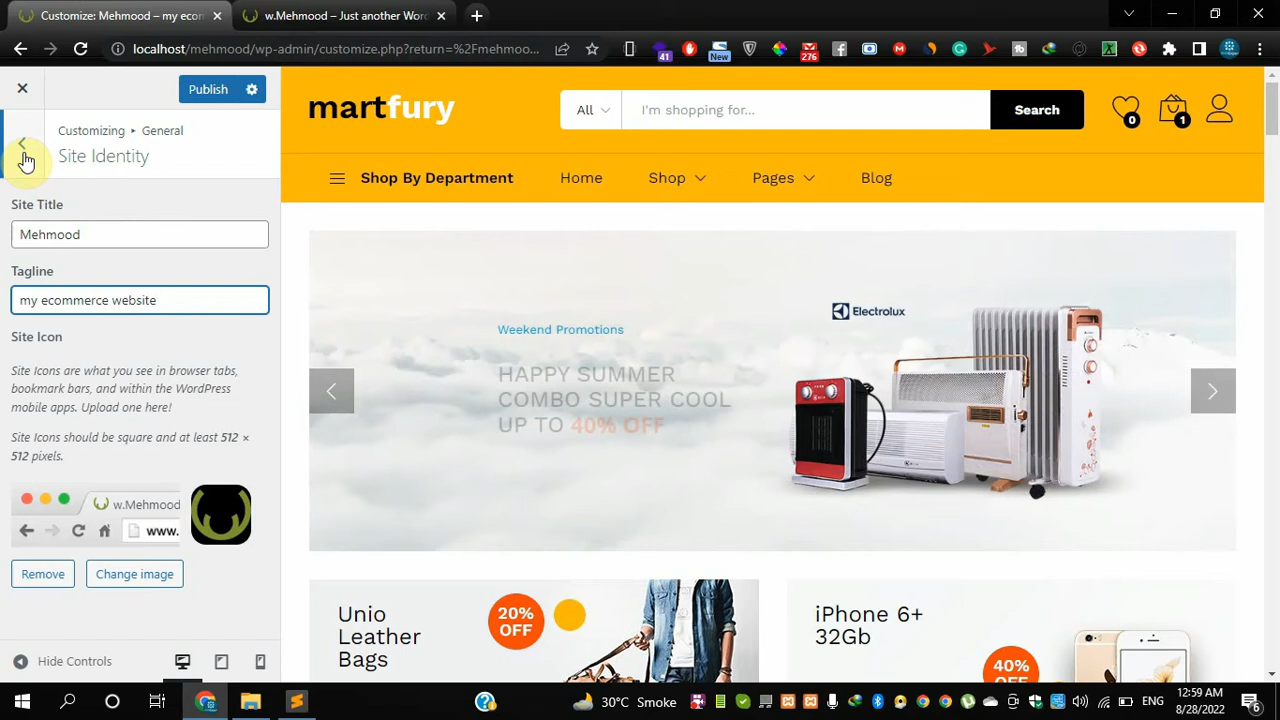 Customize: Mehmood – my ecom
w.Mehmood – Just another Wor
localhost/mehmood/wp-admin/customize.php?return=%2Fmehmoo...
41
New
276
Publish
Customizing ▸ General
Site Identity
Site Title
Mehmood
Tagline
my ecommerce website
Site Icon
Site Icons are what you see in browser tabs,
bookmark bars, and within the WordPress
mobile apps. Upload one here!
Site Icons should be square and at least 512 ×
512 pixels.
w.Mehmood
www.
Remove
Change image
Hide Controls
martfury
All
I'm shopping for...
Search
0
1
Shop By Department
Home
Shop
Pages
Blog
Electrolux
Weekend Promotions
HAPPY SUMMER
COMBO SUPER COOL
UP TO 40% OFF
Unio
Leather
Bags
20%
OFF
iPhone 6+
32Gb
40%
30°C Smoke
ENG
12:59 AM
8/28/2022
6